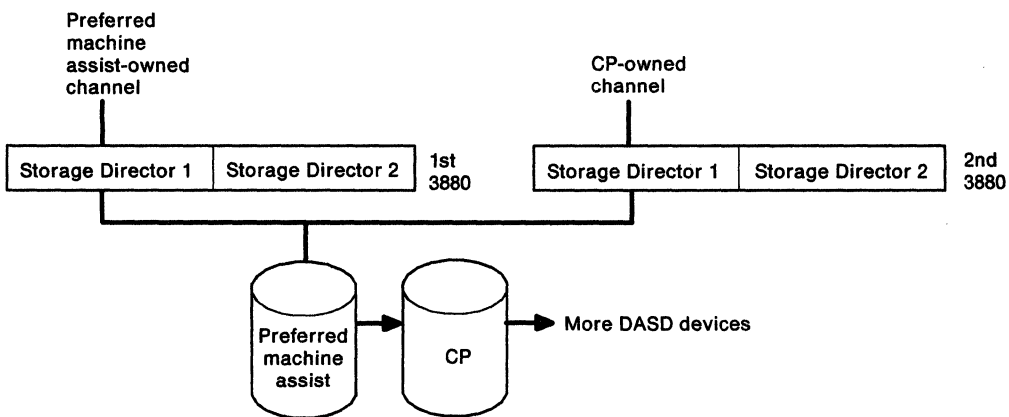 Preferred
machine
assist-owned
channel
CP-owned
channel
Storage Director 1
Storage Director 2
1st
3880
Storage Director 1
Storage Director 2
2nd
3880
Preferred
machine
assist
CP
More DASD devices